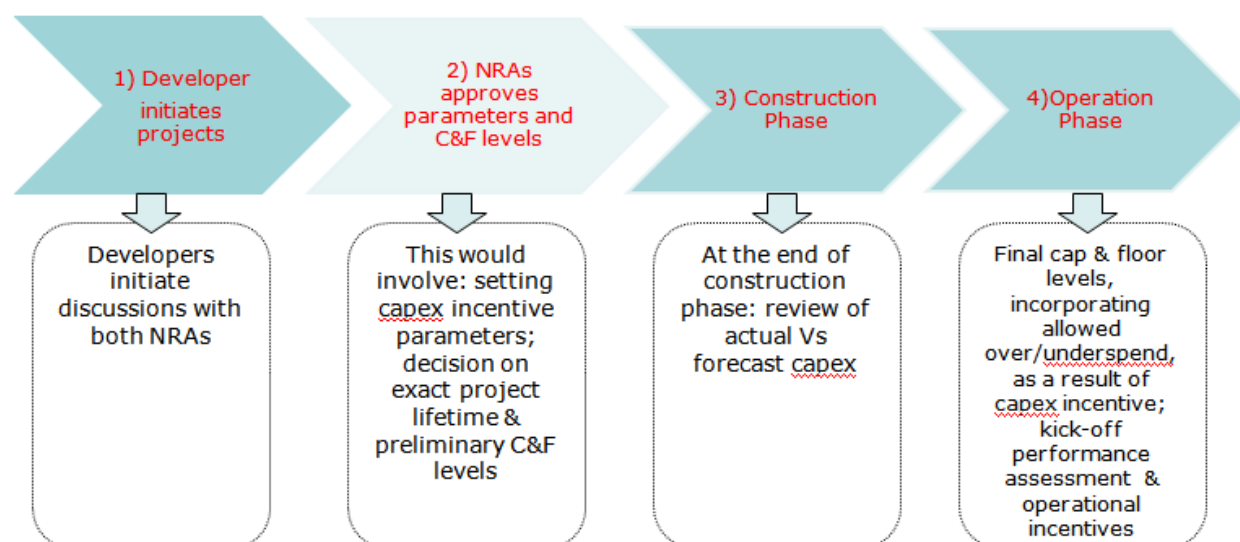 1) Developer
initiates
projects
2) NRAs
approves
parameters and
C&F levels
3) Construction
Phase
4)Operation
Phase
Developers
initiate
discussions with
both NRAs
This would
involve: setting
capex incentive
parameters;
decision on
exact project
lifetime &
preliminary C&F
levels
At the end of
construction
phase: review of
actual Vs
forecast capex
Final cap & floor
levels,
incorporating
allowed
over/underspend,
as a result of
capex incentive;
kick-off
performance
assessment &
operational
incentives